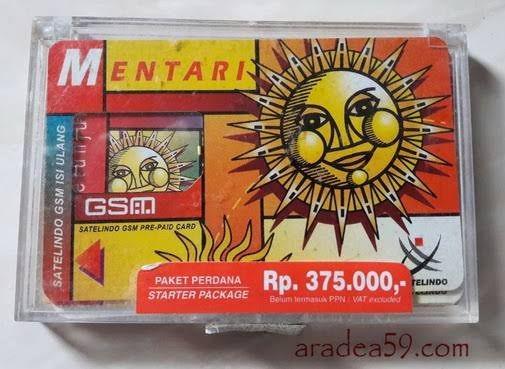 MENTARI
SATELINDO GSM ISI ULANG
GSM
SATELINDO GSM PRE-PAID CARD
PAKET PERDANA
STARTER PACKAGE
Rp. 375.000,-
Belum termasuk PPN / VAT excluded
aradea59.com